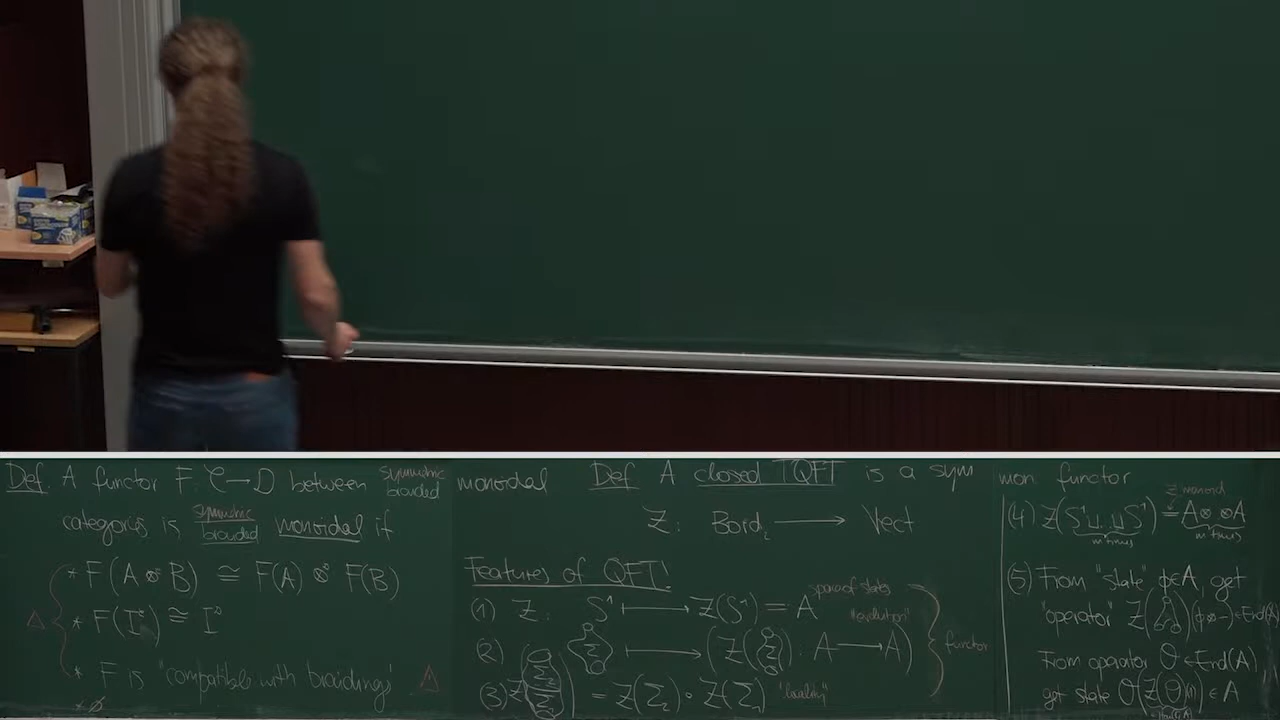 Def. A functor F: C → D between symmetric braided monoidal
categories is symmetric braided monoidal if
* F(A ⊗ B) ≅ F(A) ⊗ F(B)
* F(I) ≅ I
* F is "compatible with braidings"
Def A closed TQFT is a sym mon. functor
Z: Bord₂ → Vect
Features of QFT!
(1) Z: S¹ ↦ Z(S¹) = A space of states
(2) ↦ (Z( ): A → A) "evolution"
(3) Z( ) = Z(Σ₂) ∘ Z(Σ₁) "locality"
functor
(4) Z(S¹ ⊔ ... ⊔ S¹) = A ⊗ ... ⊗ A
m times m times
Z monoid
(5) From "state" φ∈A, get
"operator" Z( )(φ⊗−) ∈ End(A)
From operator O ∈ End(A),
get state ∈ A